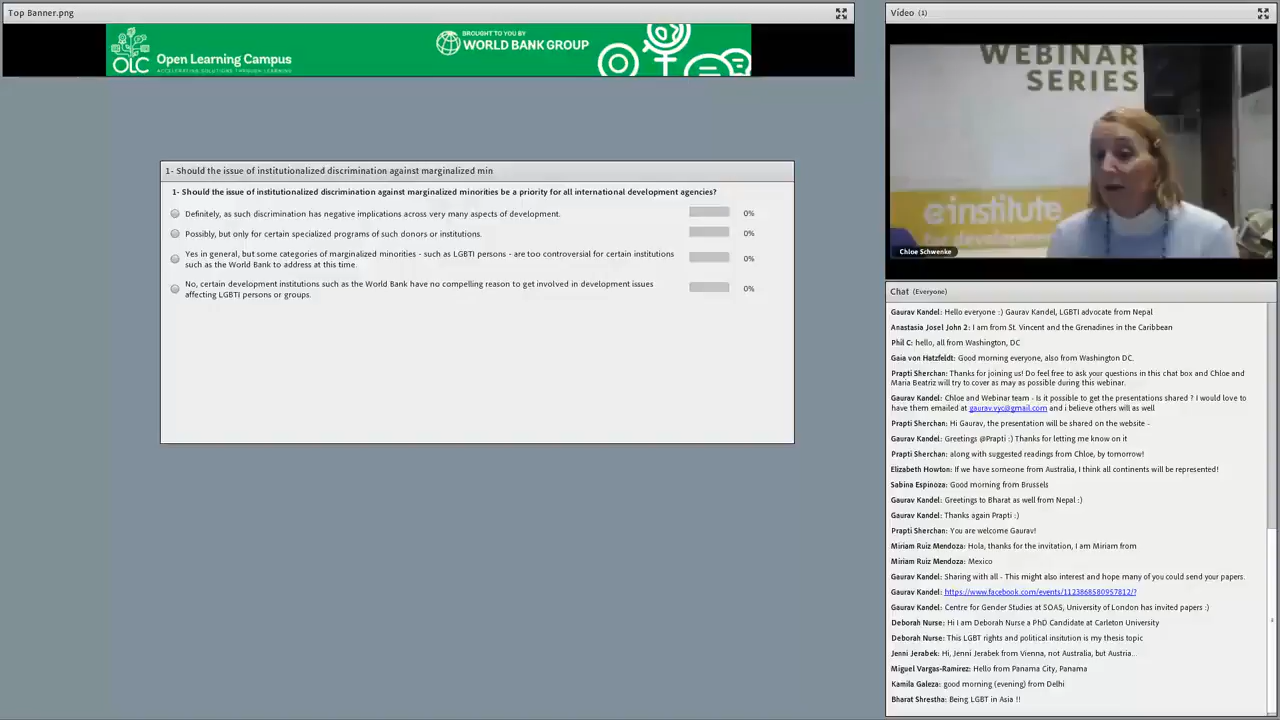 Top Banner.png
OLC Open Learning Campus
ACCELERATING SOLUTIONS THROUGH LEARNING
BROUGHT TO YOU BY
WORLD BANK GROUP
1- Should the issue of institutionalized discrimination against marginalized min
1- Should the issue of institutionalized discrimination against marginalized minorities be a priority for all international development agencies?
Definitely, as such discrimination has negative implications across very many aspects of development. 0%
Possibly, but only for certain specialized programs of such donors or institutions. 0%
Yes in general, but some categories of marginalized minorities - such as LGBTI persons - are too controversial for certain institutions
such as the World Bank to address at this time. 0%
No, certain development institutions such as the World Bank have no compelling reason to get involved in development issues
affecting LGBTI persons or groups. 0%
Vídeo (1)
WEBINAR
SERIES
e institute
for development
Chloe Schwenke
Chat (Everyone)
Gaurav Kandel: Hello everyone :) Gaurav Kandel, LGBTI advocate from Nepal
Anastasia Josel John 2: I am from St. Vincent and the Grenadines in the Caribbean
Phil C: hello, all from Washington, DC
Gaia von Hatzfeldt: Good morning everyone, also from Washington DC.
Prapti Sherchan: Thanks for joining us! Do feel free to ask your questions in this chat box and Chloe and
Maria Beatriz will try to cover as may as possible during this webinar.
Gaurav Kandel: Chloe and Webinar team - Is it possible to get the presentations shared ? I would love to
have them emailed at gaurav.vyc@gmail.com and i believe others will as well
Prapti Sherchan: Hi Gaurav, the presentation will be shared on the website -
Gaurav Kandel: Greetings @Prapti :) Thanks for letting me know on it
Prapti Sherchan: along with suggested readings from Chloe, by tomorrow!
Elizabeth Howton: If we have someone from Australia, I think all continents will be represented!
Sabina Espinoza: Good morning from Brussels
Gaurav Kandel: Greetings to Bharat as well from Nepal :)
Gaurav Kandel: Thanks again Prapti :)
Prapti Sherchan: You are welcome Gaurav!
Miriam Ruiz Mendoza: Hola, thanks for the invitation, I am Miriam from
Miriam Ruiz Mendoza: Mexico
Gaurav Kandel: Sharing with all - This might also interest and hope many of you could send your papers.
Gaurav Kandel: https://www.facebook.com/events/1123868580957812/?
Gaurav Kandel: Centre for Gender Studies at SOAS, University of London has invited papers :)
Deborah Nurse: Hi I am Deborah Nurse a PhD Candidate at Carleton University
Deborah Nurse: This LGBT rights and political insitution is my thesis topic
Jenni Jerabek: Hi, Jenni Jerabek from Vienna, not Australia, but Austria...
Miguel Vargas-Ramirez: Hello from Panama City, Panama
Kamila Galeza: good morning (evening) from Delhi
Bharat Shrestha: Being LGBT in Asia !!